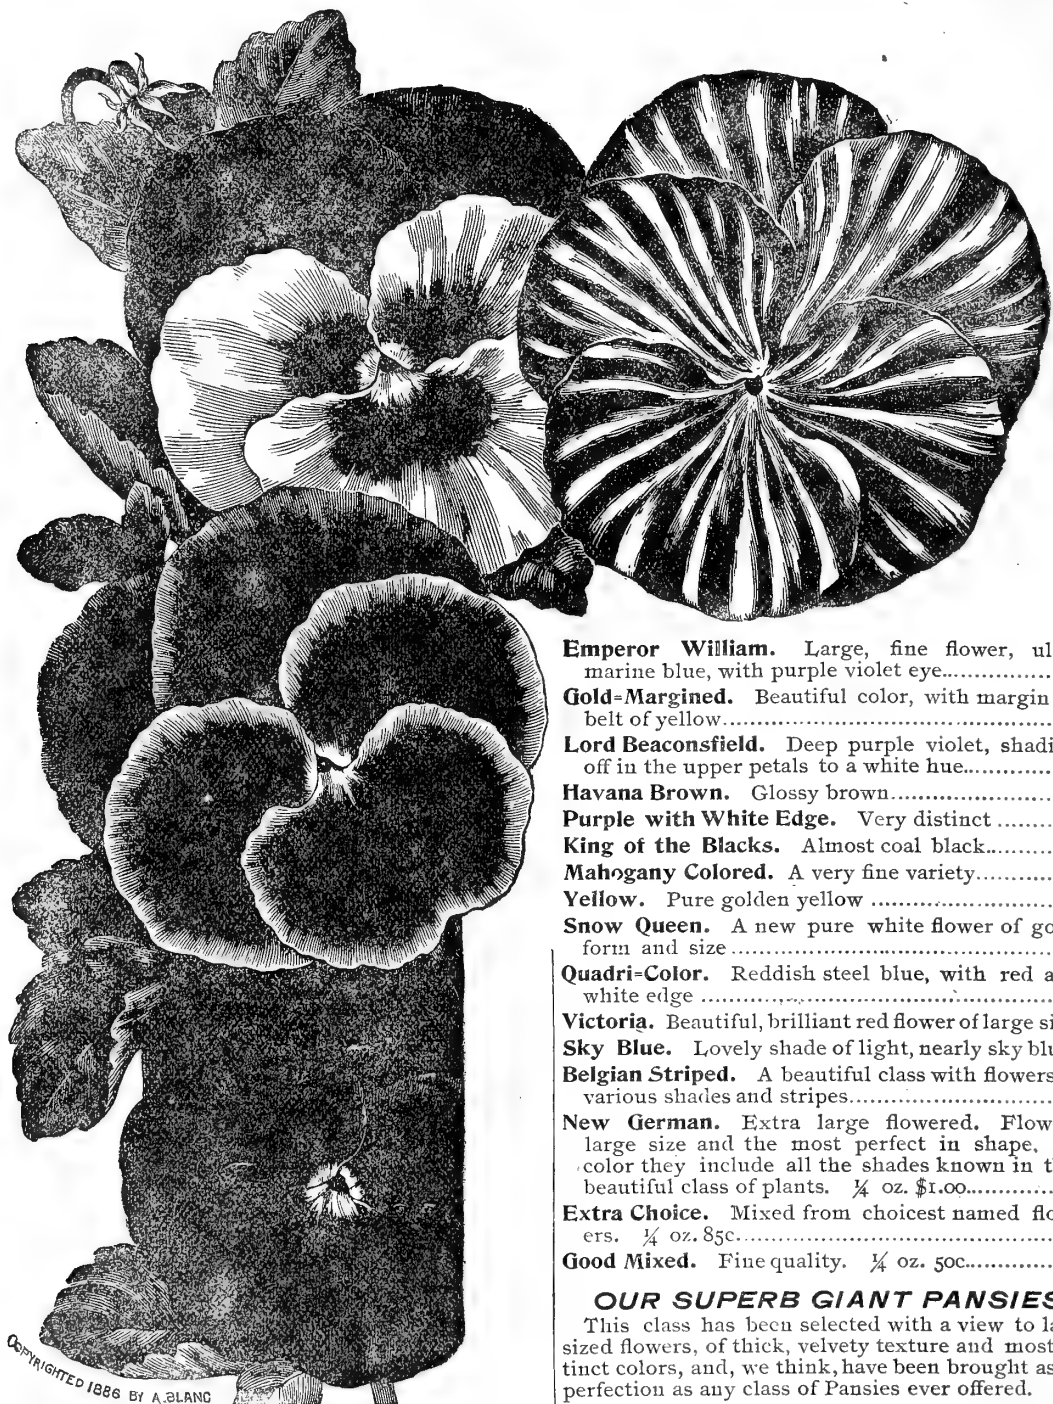 Emperor William. Large, fine flower, ul
marine blue, with purple violet eye..................
Gold=Margined. Beautiful color, with margin
belt of yellow..................
Lord Beaconsfield. Deep purple violet, shadi
off in the upper petals to a white hue..................
Havana Brown. Glossy brown..................
Purple with White Edge. Very distinct ........
King of the Blacks. Almost coal black..........
Mahogany Colored. A very fine variety..........
Yellow. Pure golden yellow ..................
Snow Queen. A new pure white flower of go
form and size ..................
Quadri=Color. Reddish steel blue, with red a
white edge ..................
Victoria. Beautiful, brilliant red flower of large si
Sky Blue. Lovely shade of light, nearly sky blu
Belgian Striped. A beautiful class with flowers
various shades and stripes..................
New German. Extra large flowered. Flow
large size and the most perfect in shape,
color they include all the shades known in t
beautiful class of plants. ¼ oz. $1.00............
Extra Choice. Mixed from choicest named flo
ers. ¼ oz. 85c..................
Good Mixed. Fine quality. ¼ oz. 50c............
OUR SUPERB GIANT PANSIES
This class has been selected with a view to la
sized flowers, of thick, velvety texture and most
tinct colors, and, we think, have been brought as
perfection as any class of Pansies ever offered.
COPYRIGHTED 1886 BY A.BLANC